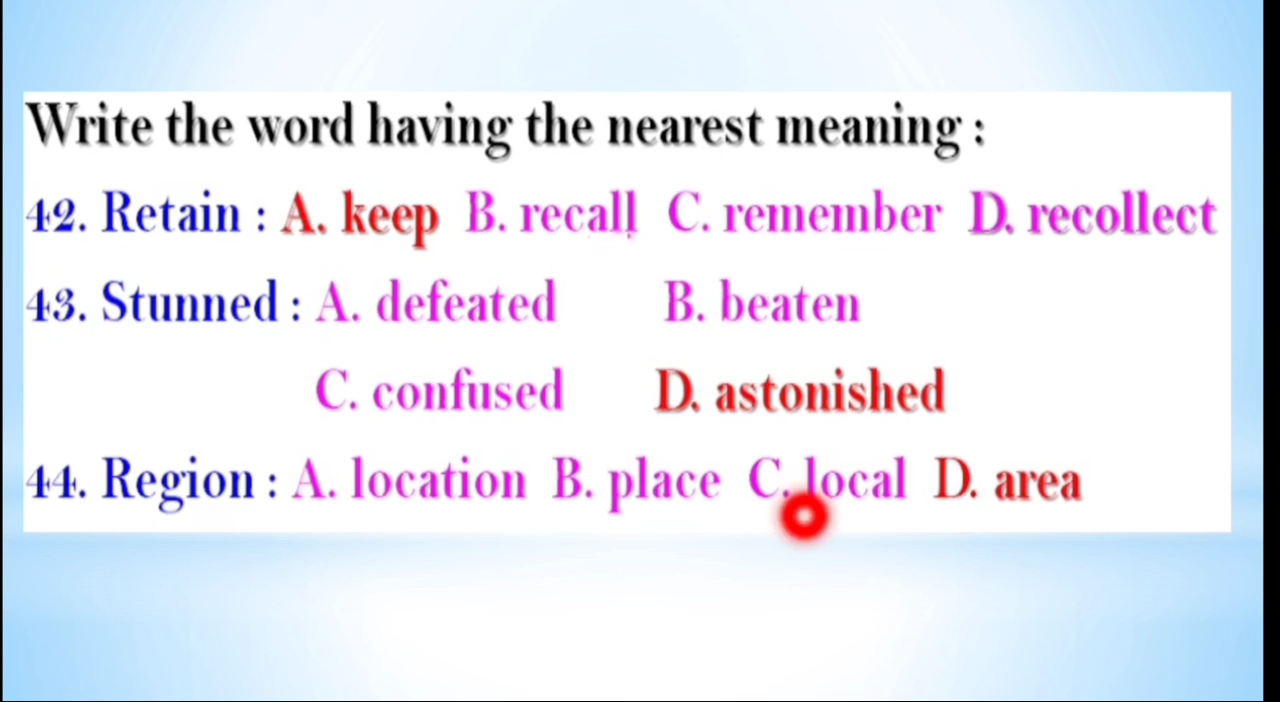 Write the word having the nearest meaning :
42. Retain : A. keep B. recall C. remember D. recollect
43. Stunned : A. defeated B. beaten
C. confused D. astonished
44. Region : A. location B. place C. local D. area